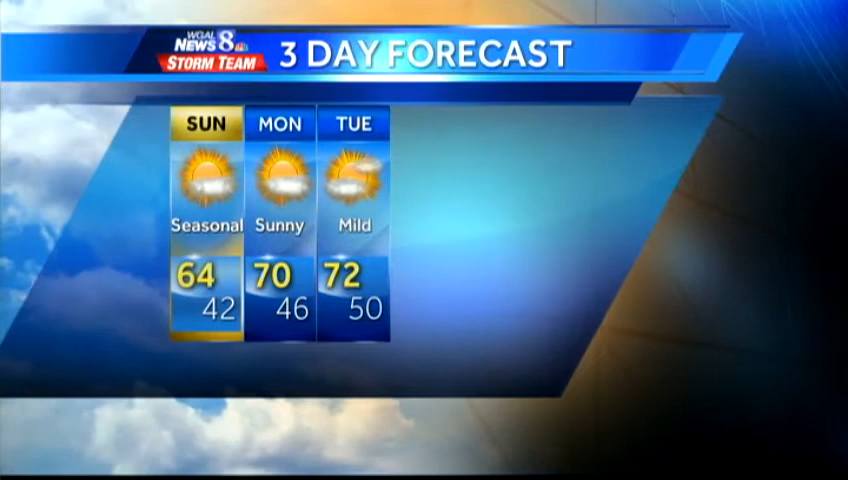 WGAL
NEWS 8
STORM TEAM
3 DAY FORECAST
SUN MON TUE
Seasonal Sunny Mild
64 70 72
42 46 50